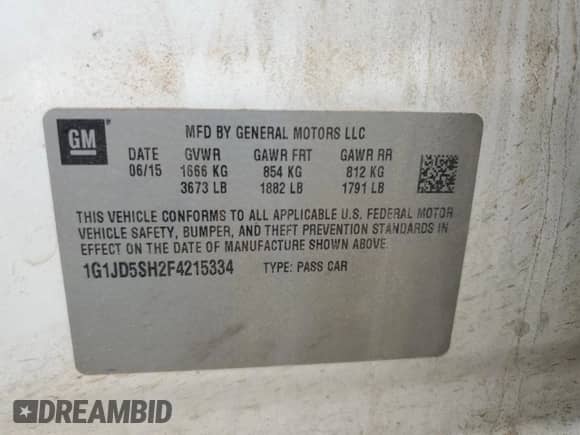 GM
MFD BY GENERAL MOTORS LLC
DATE GVWR GAWR FRT GAWR RR
06/15 1666 KG 854 KG 812 KG
3673 LB 1882 LB 1791 LB
THIS VEHICLE CONFORMS TO ALL APPLICABLE U.S. FEDERAL MOTOR
VEHICLE SAFETY, BUMPER, AND THEFT PREVENTION STANDARDS IN
EFFECT ON THE DATE OF MANUFACTURE SHOWN ABOVE.
1G1JD5SH2F4215334 TYPE: PASS CAR
DREAMBID